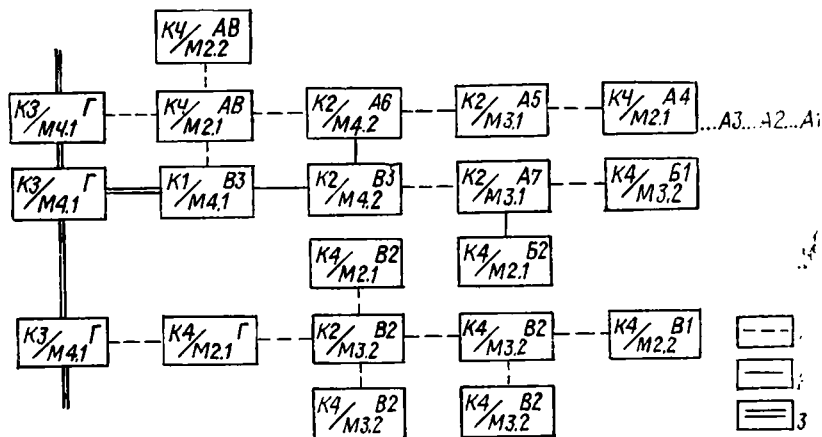 КЧ/М2.2 АВ
К3/М4.1 Г КЧ/М2.1 АВ К2/М4.2 А6 К2/М3.1 А5 КЧ/М2.1 А4 ...А3...А2...А1
К3/М4.1 Г К1/М4.1 В3 К2/М4.2 В3 К2/М3.1 А7 К4/М3.2 Б1
К4/М2.1 В2 К4/М2.1 Б2
К3/М4.1 Г К4/М2.1 Г К2/М3.2 В2 К4/М3.2 В2 К4/М2.2 В1
К4/М3.2 В2 К4/М3.2 В2
3